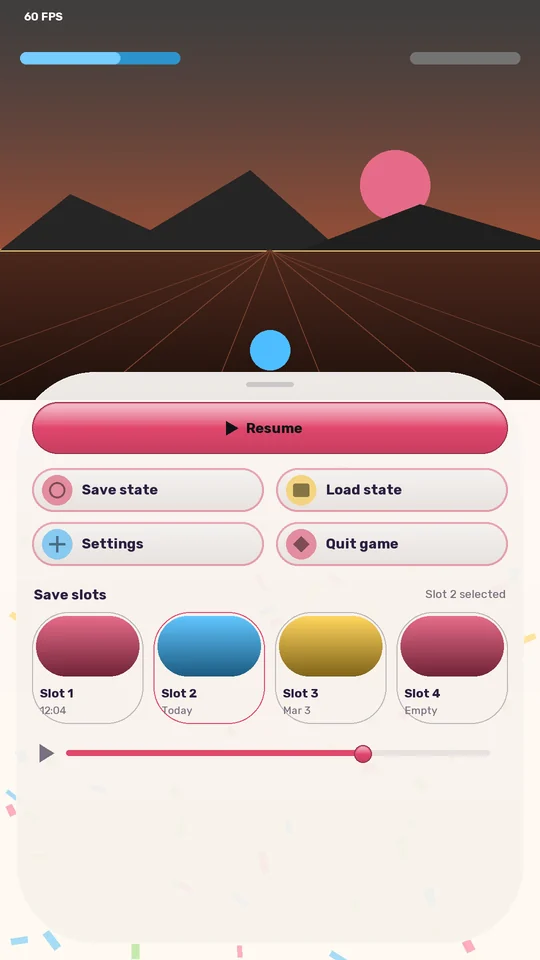 60 FPS
Resume
Save state
Load state
Settings
Quit game
Save slots
Slot 2 selected
Slot 1
12:04
Slot 2
Today
Slot 3
Mar 3
Slot 4
Empty